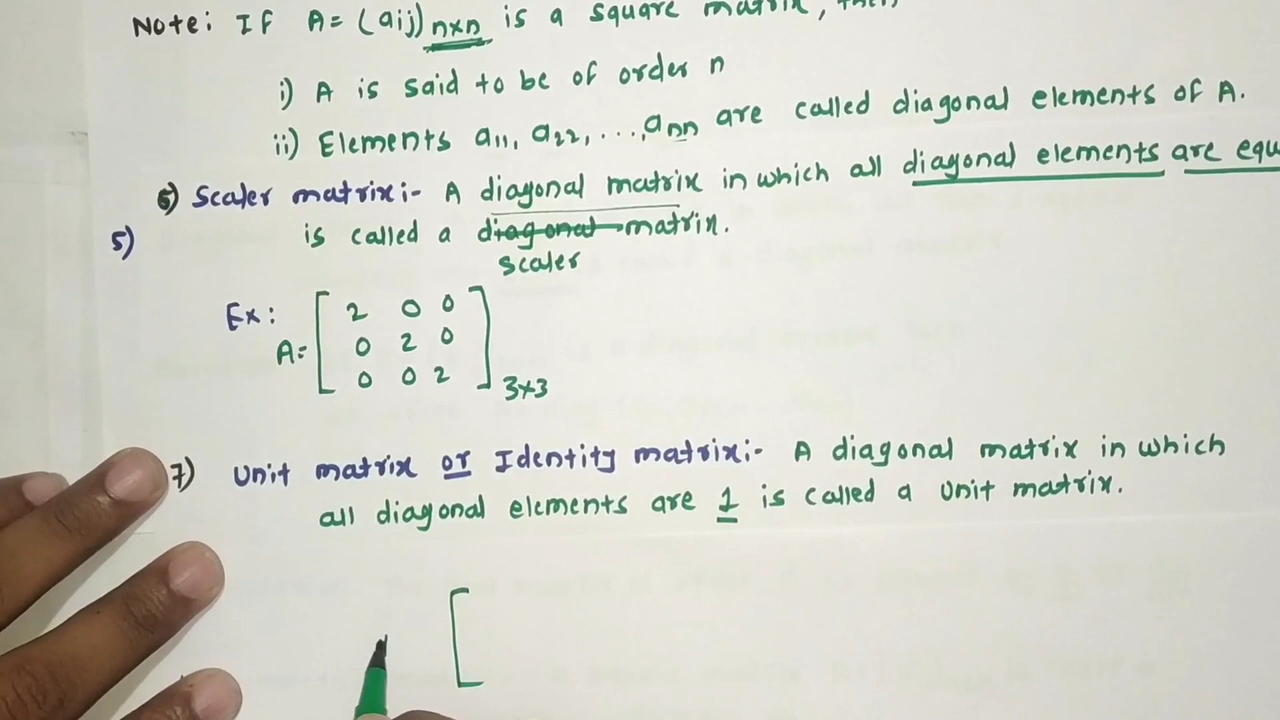 Note: If A = (aij)n×n is a square matrix, then
i) A is said to be of order n
ii) Elements a11, a22, ..., ann are called diagonal elements of A.
6) Scaler matrix:- A diagonal matrix in which all diagonal elements are equ
5) is called a diagonal matrix.
scaler
Ex:
A= [ 2 0 0
0 2 0
0 0 2 ] 3×3
7) Unit matrix or Identity matrix:- A diagonal matrix in which
all diagonal elements are 1 is called a unit matrix.
[